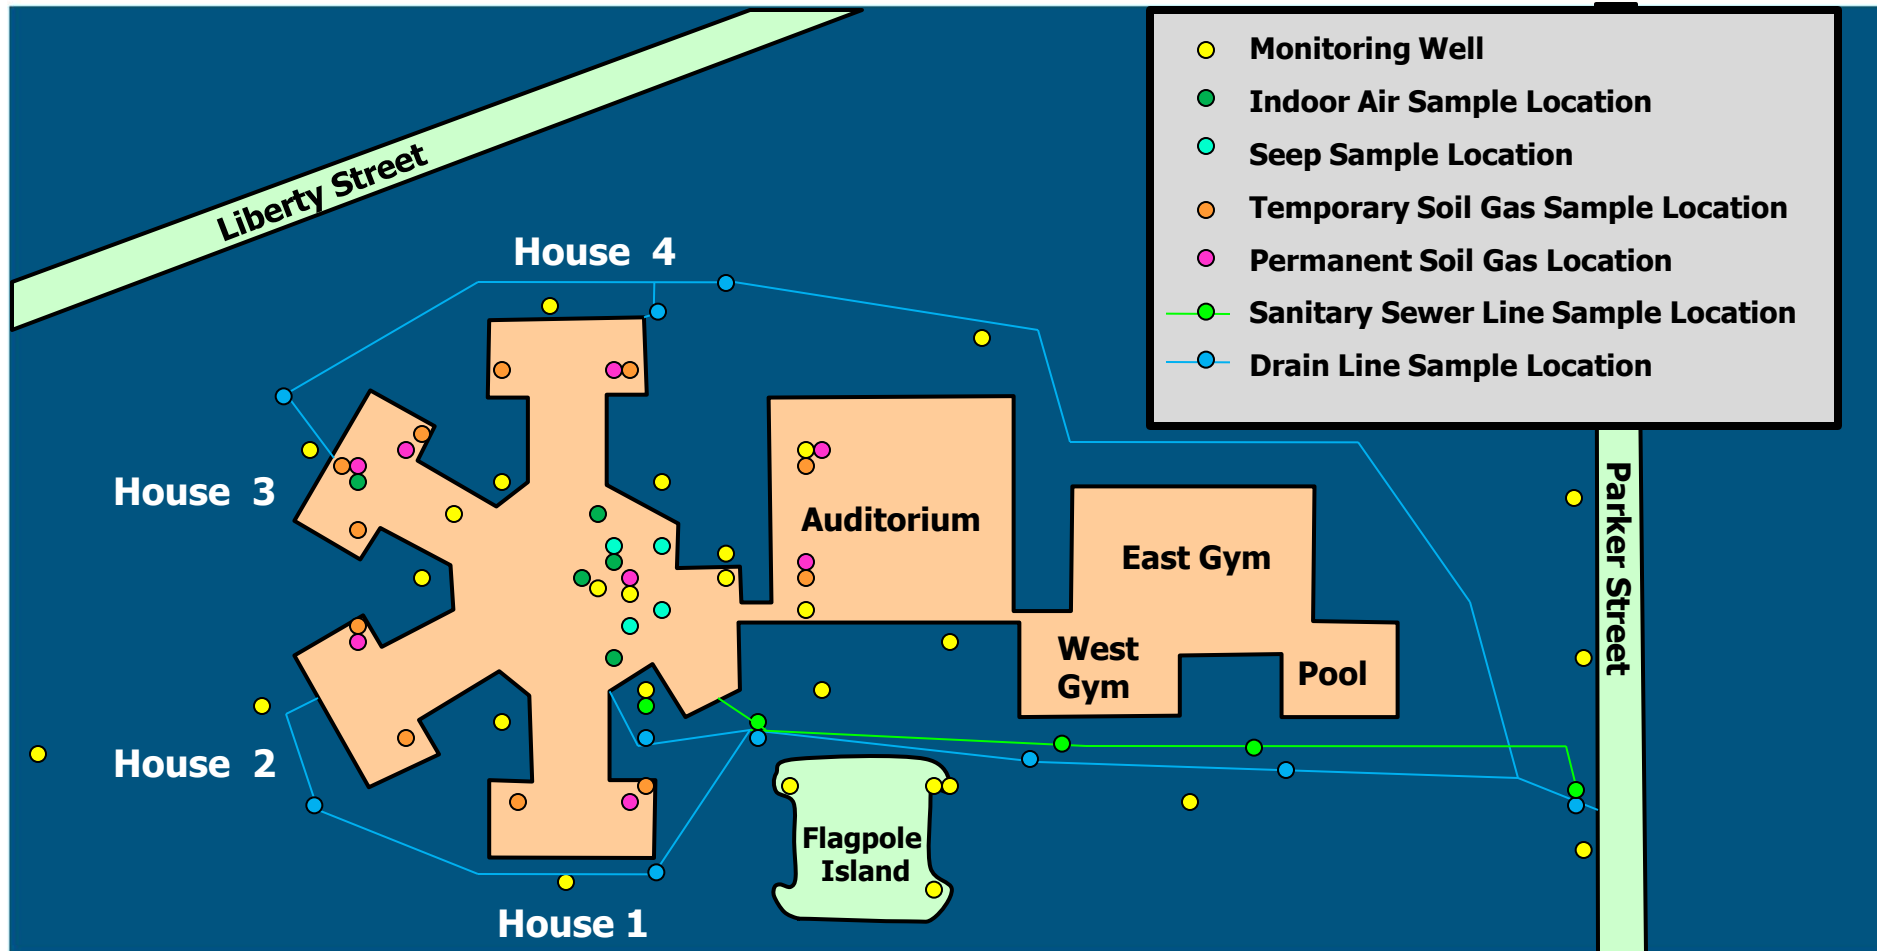 Monitoring Well
Indoor Air Sample Location
Seep Sample Location
Temporary Soil Gas Sample Location
Permanent Soil Gas Location
Sanitary Sewer Line Sample Location
Drain Line Sample Location
Liberty Street
House 4
House 3
Auditorium
East Gym
Parker Street
West
Gym
Pool
House 2
Flagpole
Island
House 1